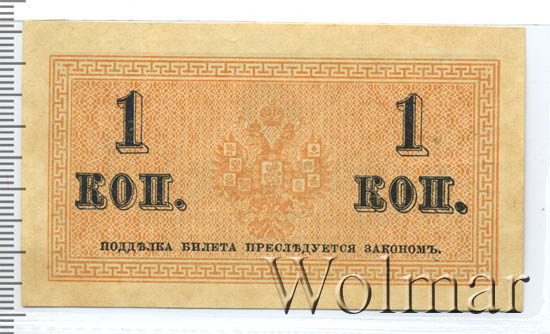 1 1
КОП. КОП.
ПОДДѢЛКА БИЛЕТА ПРЕСЛѢДУЕТСЯ ЗАКОНОМЪ.
Wolmar